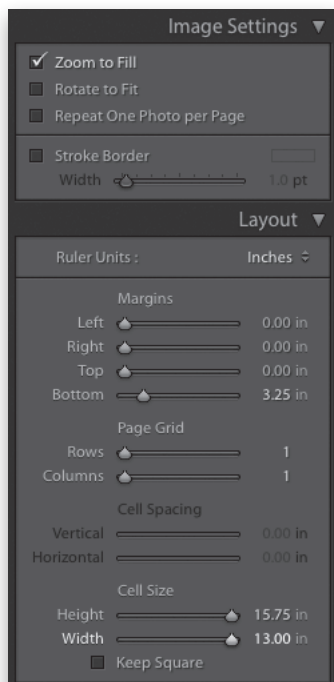 Image Settings ▼
Zoom to Fill
Rotate to Fit
Repeat One Photo per Page
Stroke Border
Width 1.0 pt
Layout ▼
Ruler Units : Inches
Margins
Left 0.00 in
Right 0.00 in
Top 0.00 in
Bottom 3.25 in
Page Grid
Rows 1
Columns 1
Cell Spacing
Vertical 0.00 in
Horizontal 0.00 in
Cell Size
Height 15.75 in
Width 13.00 in
Keep Square